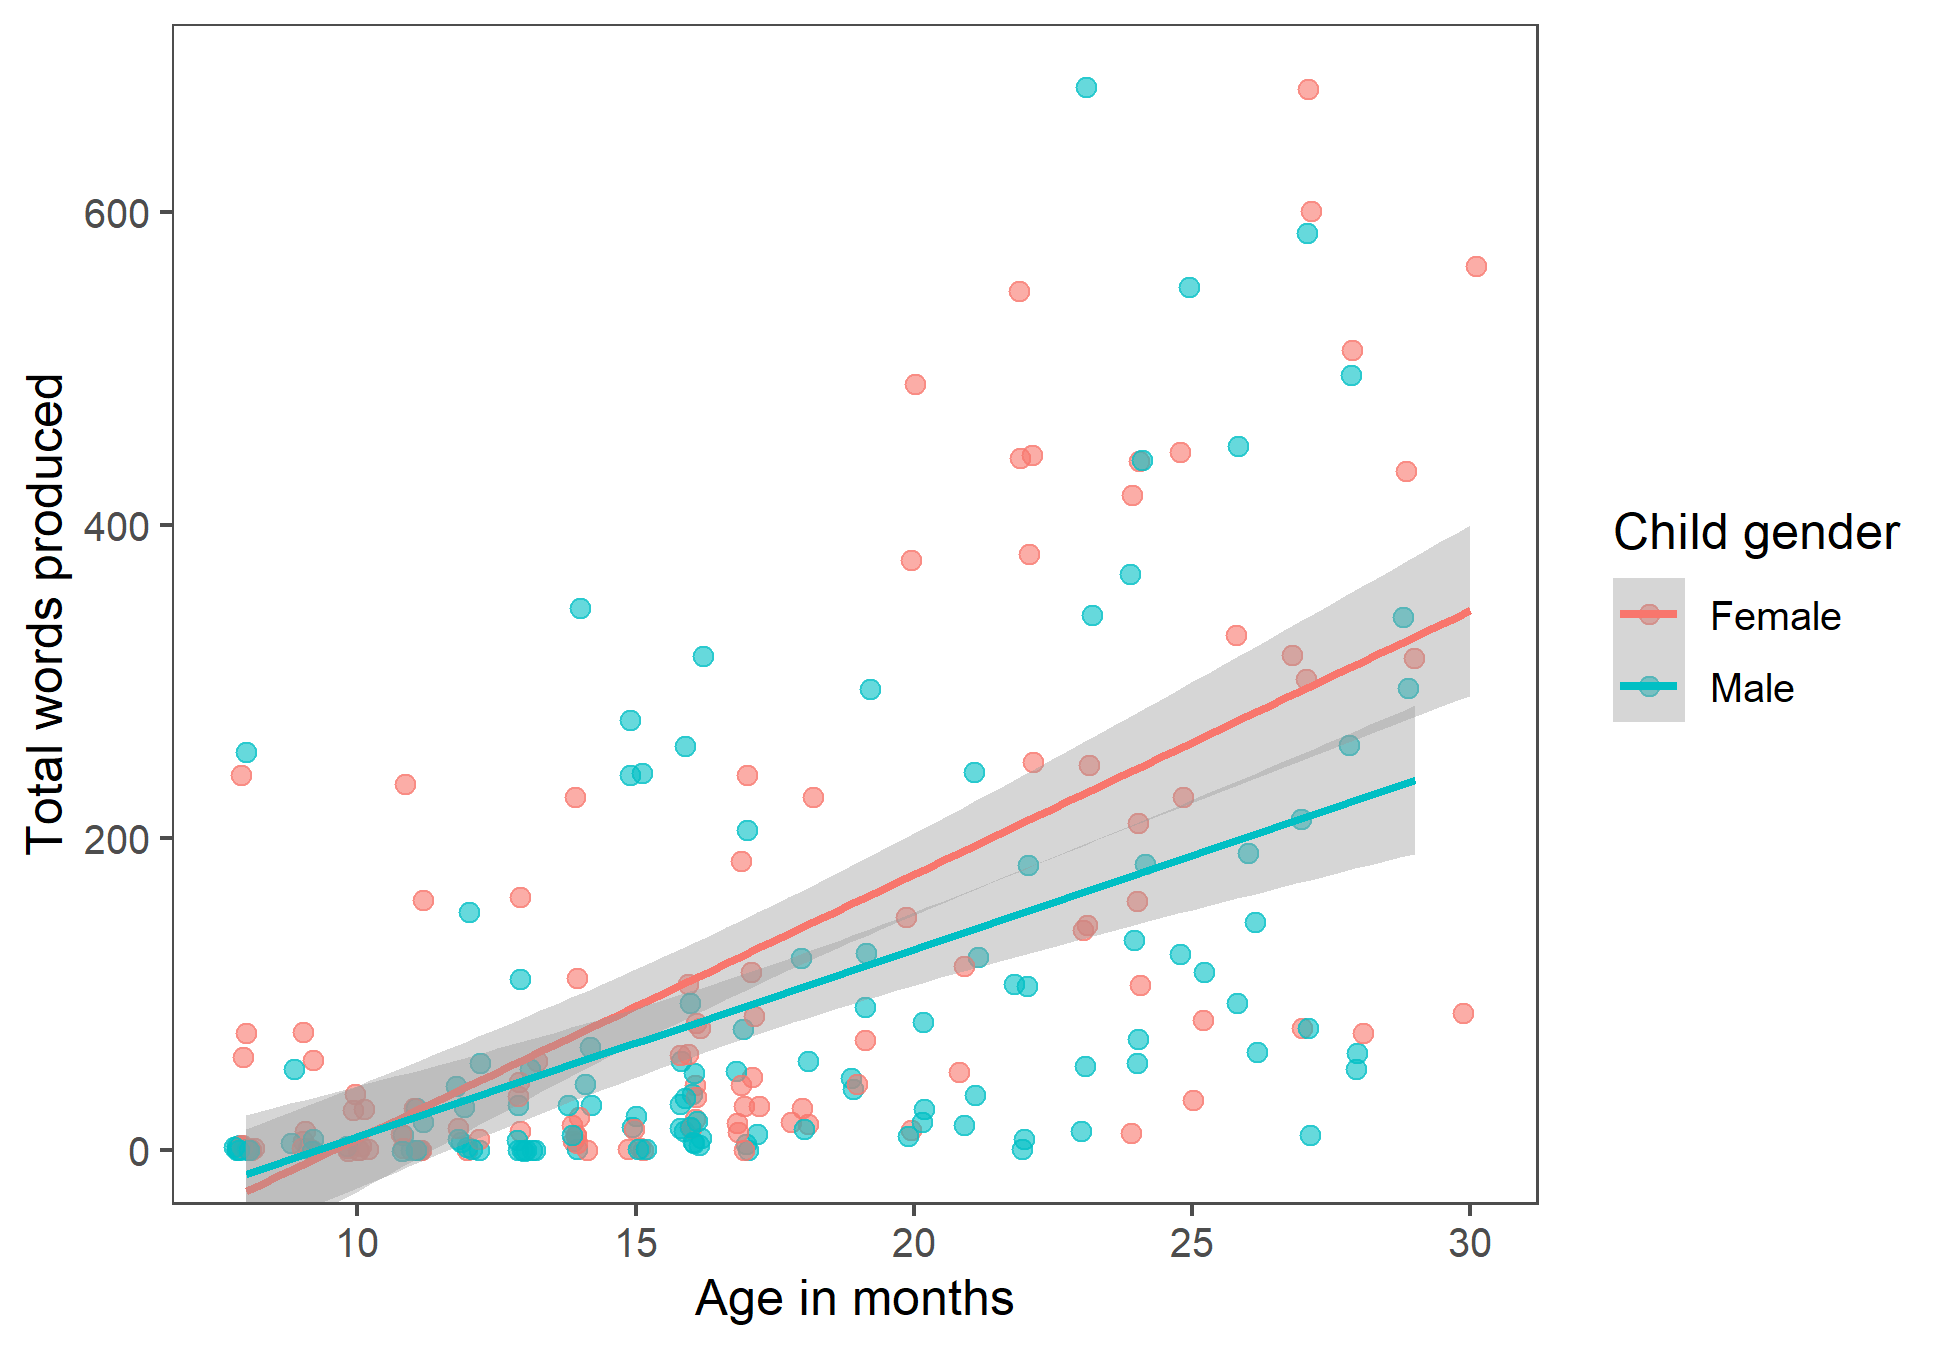 Total words produced
600
400
200
0
10 15 20 25 30
Age in months
Child gender
Female
Male